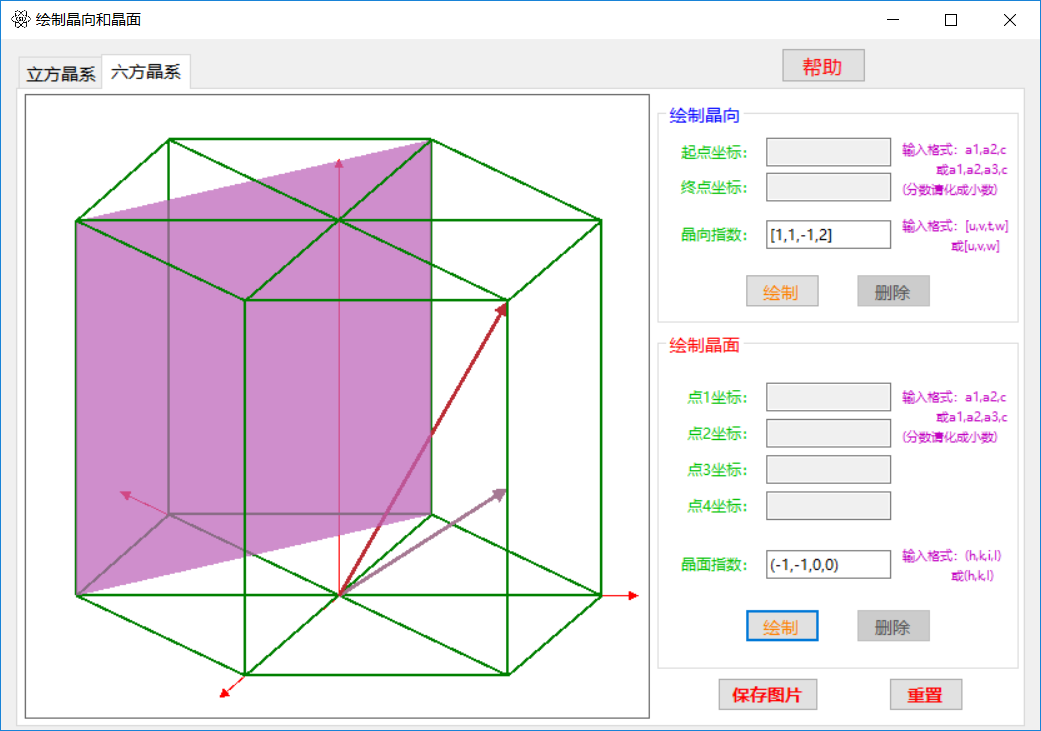 绘制晶向和晶面
立方晶系
六方晶系
帮助
绘制晶向
起点坐标：
输入格式：a1,a2,c
或a1,a2,a3,c
终点坐标：
(分数请化成小数)
晶向指数：
[1,1,-1,2]
输入格式：[u,v,t,w]
或[u,v,w]
绘制
删除
绘制晶面
点1坐标：
输入格式：a1,a2,c
或a1,a2,a3,c
点2坐标：
(分数请化成小数)
点3坐标：
点4坐标：
晶面指数：
(-1,-1,0,0)
输入格式：(h,k,i,l)
或(h,k,l)
绘制
删除
保存图片
重置